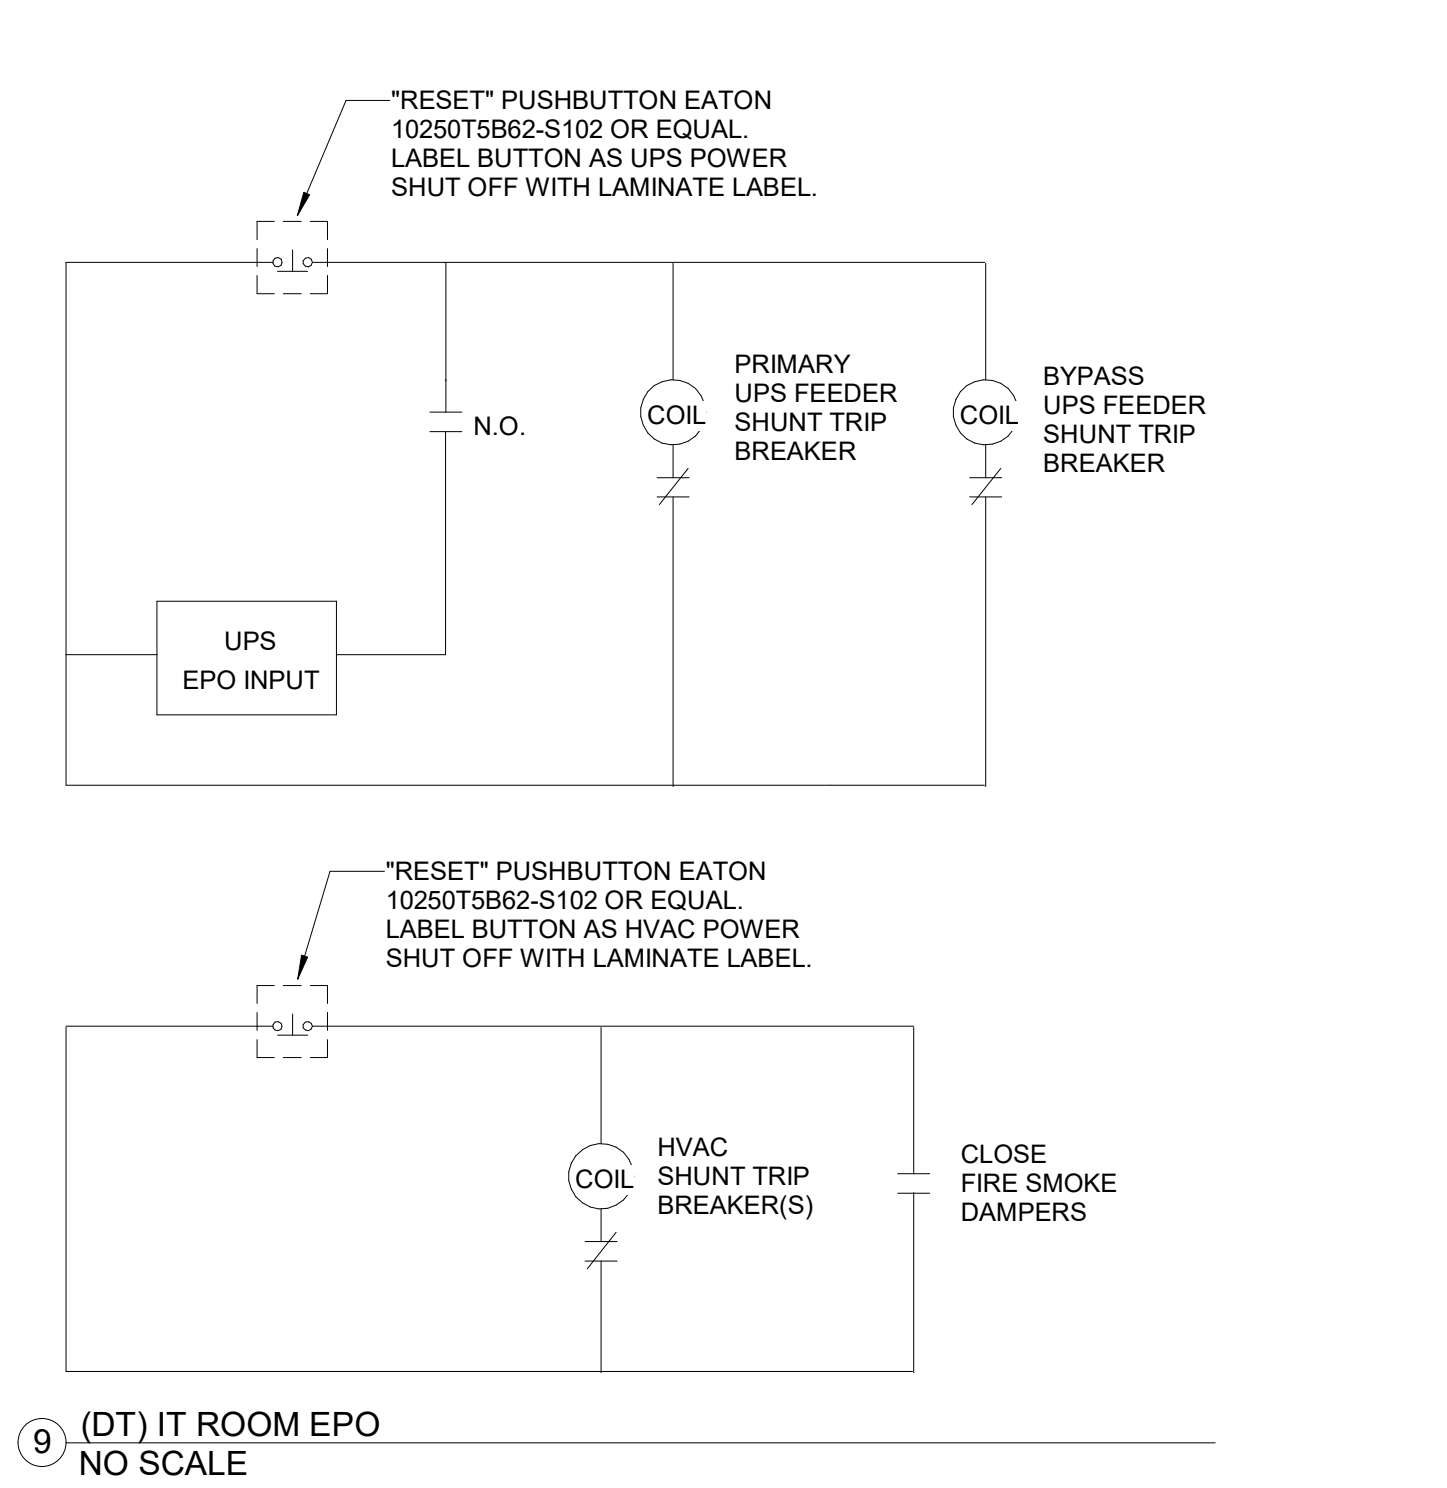 "RESET" PUSHBUTTON EATON
10250T5B62-S102 OR EQUAL.
LABEL BUTTON AS UPS POWER
SHUT OFF WITH LAMINATE LABEL.
N.O.
COIL
PRIMARY
UPS FEEDER
SHUNT TRIP
BREAKER
COIL
BYPASS
UPS FEEDER
SHUNT TRIP
BREAKER
UPS
EPO INPUT
"RESET" PUSHBUTTON EATON
10250T5B62-S102 OR EQUAL.
LABEL BUTTON AS HVAC POWER
SHUT OFF WITH LAMINATE LABEL.
COIL
HVAC
SHUNT TRIP
BREAKER(S)
CLOSE
FIRE SMOKE
DAMPERS
9
(DT) IT ROOM EPO
NO SCALE